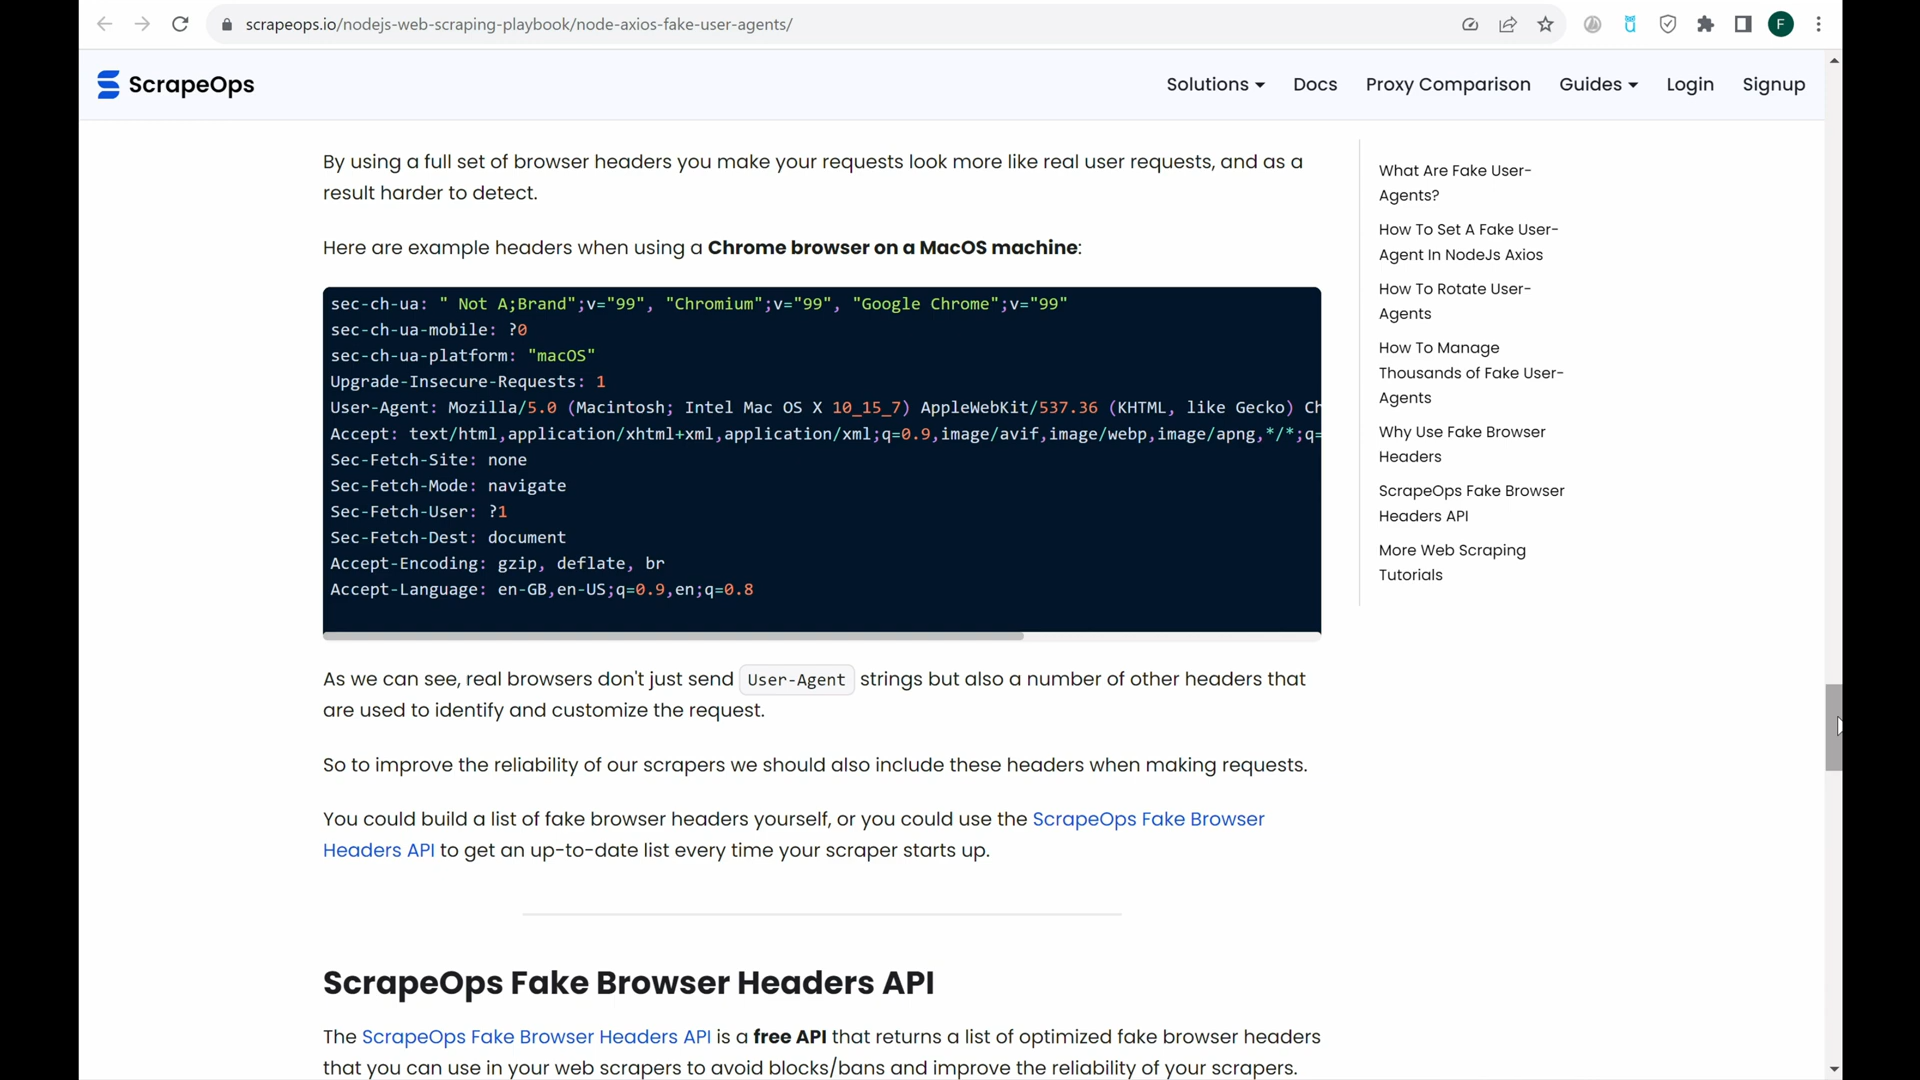 scrapeops.io/nodejs-web-scraping-playbook/node-axios-fake-user-agents/
F
ScrapeOps
Solutions
Docs
Proxy Comparison
Guides
Login
Signup
By using a full set of browser headers you make your requests look more like real user requests, and as a
result harder to detect.
Here are example headers when using a Chrome browser on a MacOS machine:
sec-ch-ua: " Not A;Brand";v="99", "Chromium";v="99", "Google Chrome";v="99"
sec-ch-ua-mobile: ?0
sec-ch-ua-platform: "macOS"
Upgrade-Insecure-Requests: 1
User-Agent: Mozilla/5.0 (Macintosh; Intel Mac OS X 10_15_7) AppleWebKit/537.36 (KHTML, like Gecko) Ch
Accept: text/html,application/xhtml+xml,application/xml;q=0.9,image/avif,image/webp,image/apng,*/*;q=
Sec-Fetch-Site: none
Sec-Fetch-Mode: navigate
Sec-Fetch-User: ?1
Sec-Fetch-Dest: document
Accept-Encoding: gzip, deflate, br
Accept-Language: en-GB,en-US;q=0.9,en;q=0.8
As we can see, real browsers don't just send User-Agent strings but also a number of other headers that
are used to identify and customize the request.
So to improve the reliability of our scrapers we should also include these headers when making requests.
You could build a list of fake browser headers yourself, or you could use the ScrapeOps Fake Browser
Headers API to get an up-to-date list every time your scraper starts up.
ScrapeOps Fake Browser Headers API
The ScrapeOps Fake Browser Headers API is a free API that returns a list of optimized fake browser headers
that you can use in your web scrapers to avoid blocks/bans and improve the reliability of your scrapers.
What Are Fake User-
Agents?
How To Set A Fake User-
Agent In NodeJs Axios
How To Rotate User-
Agents
How To Manage
Thousands of Fake User-
Agents
Why Use Fake Browser
Headers
ScrapeOps Fake Browser
Headers API
More Web Scraping
Tutorials